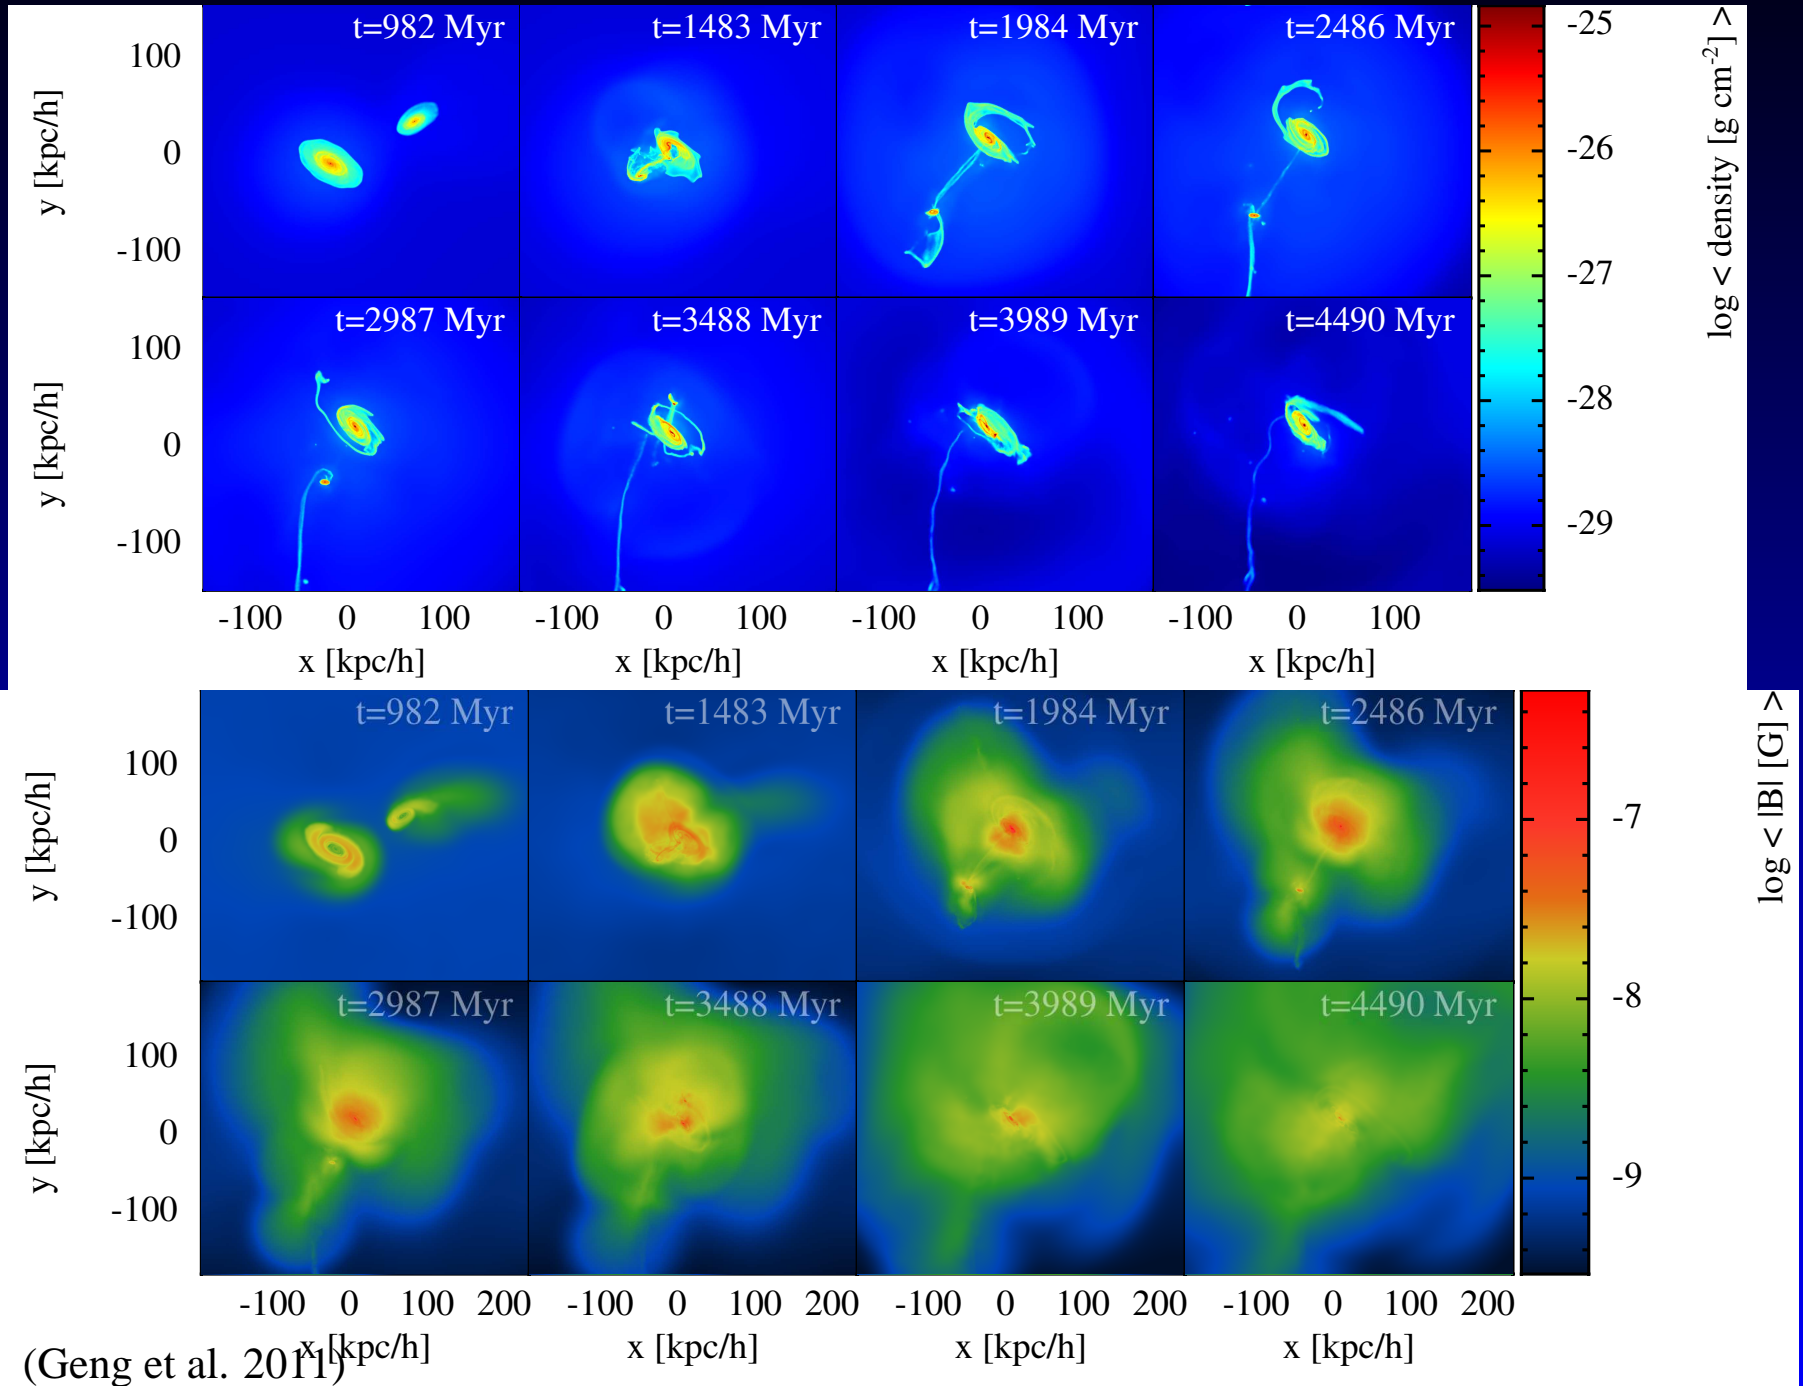 t=982 Myr t=1483 Myr t=1984 Myr t=2486 Myr
100
0
-100
y [kpc/h]
t=2987 Myr t=3488 Myr t=3989 Myr t=4490 Myr
100
0
-100
y [kpc/h]
-100 0 100 -100 0 100 -100 0 100 -100 0 100
x [kpc/h] x [kpc/h] x [kpc/h] x [kpc/h]
-25
-26
-27
-28
-29
log < density [g cm⁻²] >
t=982 Myr t=1483 Myr t=1984 Myr t=2486 Myr
100
0
-100
y [kpc/h]
t=2987 Myr t=3488 Myr t=3989 Myr t=4490 Myr
100
0
-100
y [kpc/h]
-100 0 100 200 -100 0 100 200 -100 0 100 200 -100 0 100 200
x [kpc/h] x [kpc/h] x [kpc/h] x [kpc/h]
-7
-8
-9
log < |B| [G] >
(Geng et al. 2011)